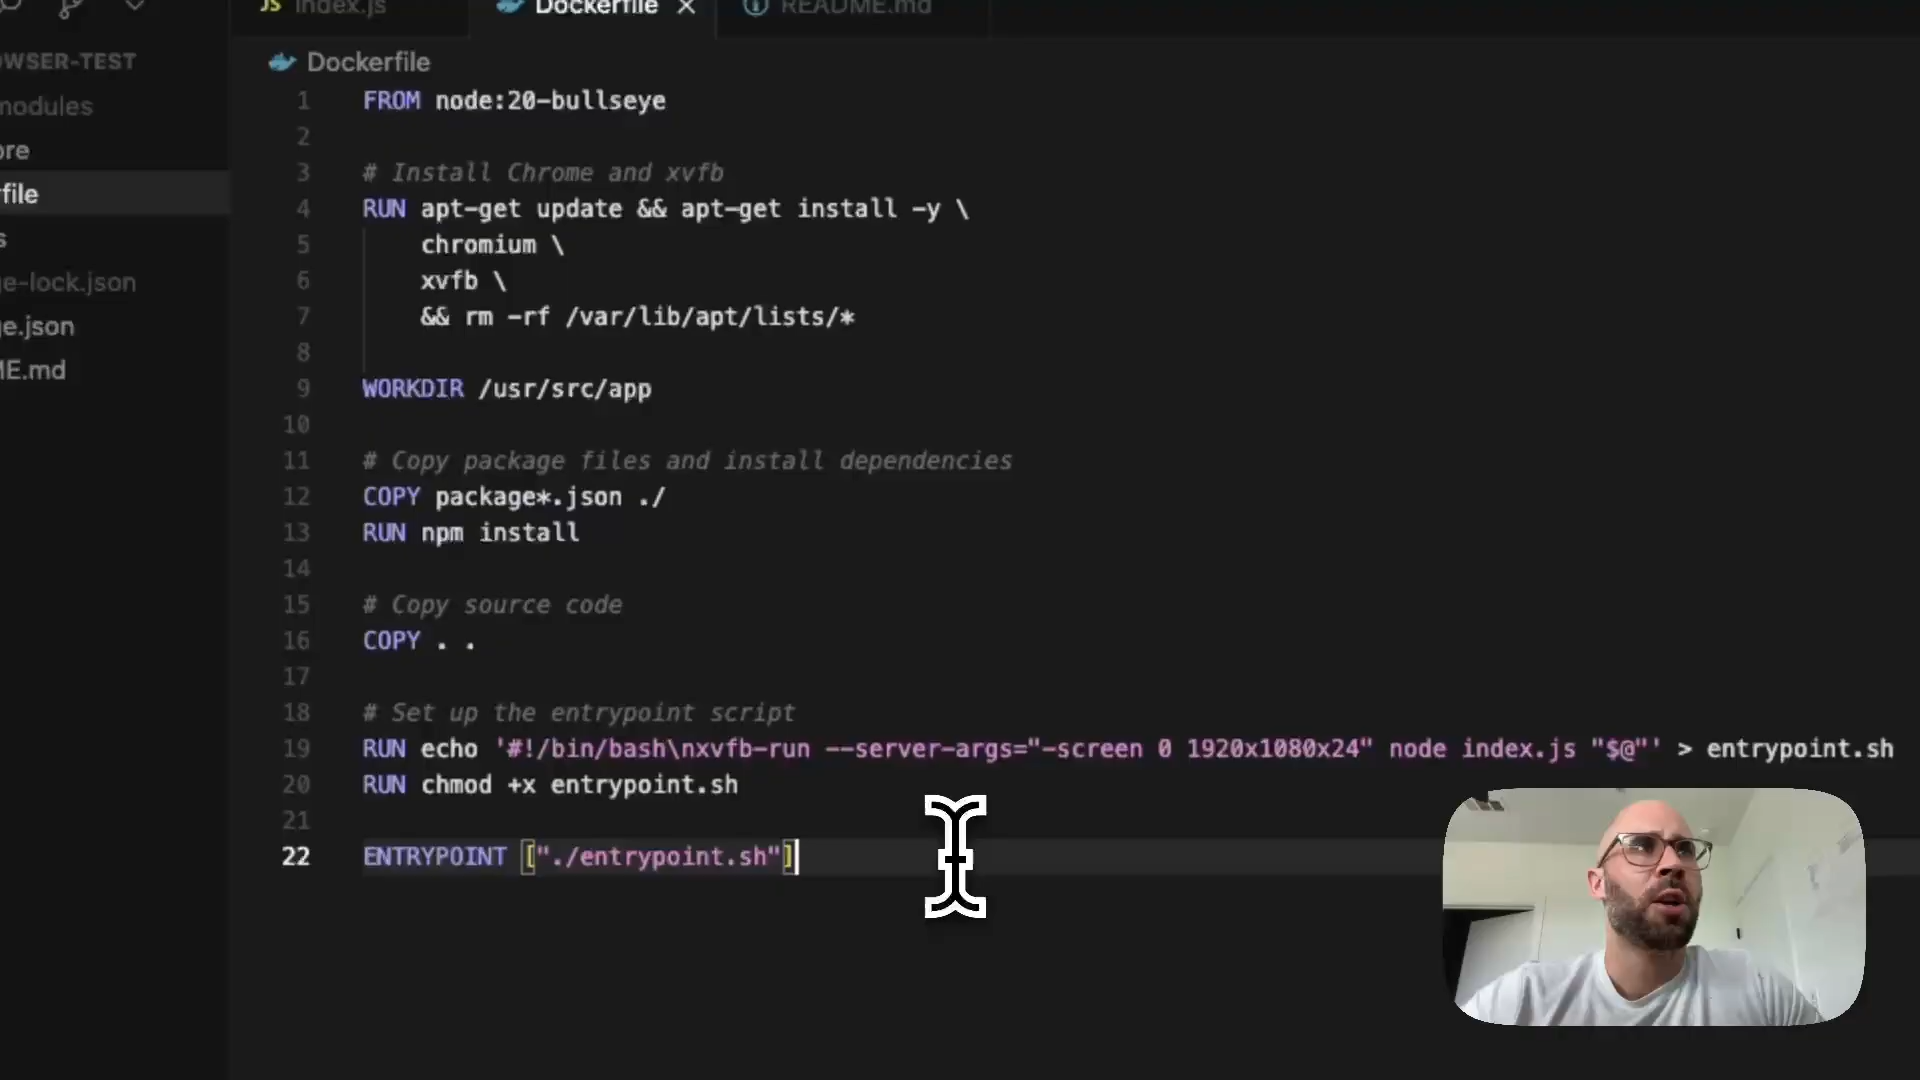 index.js
Dockerfile
README.md
WSER-TEST
Dockerfile
modules
ore
file
s
e-lock.json
e.json
E.md
1 FROM node:20-bullseye
2
3 # Install Chrome and xvfb
4 RUN apt-get update && apt-get install -y \
5 chromium \
6 xvfb \
7 && rm -rf /var/lib/apt/lists/*
8
9 WORKDIR /usr/src/app
10
11 # Copy package files and install dependencies
12 COPY package*.json ./
13 RUN npm install
14
15 # Copy source code
16 COPY . .
17
18 # Set up the entrypoint script
19 RUN echo '#!/bin/bash\nxvfb-run --server-args="-screen 0 1920x1080x24" node index.js "$@"' > entrypoint.sh
20 RUN chmod +x entrypoint.sh
21
22 ENTRYPOINT ["./entrypoint.sh"]